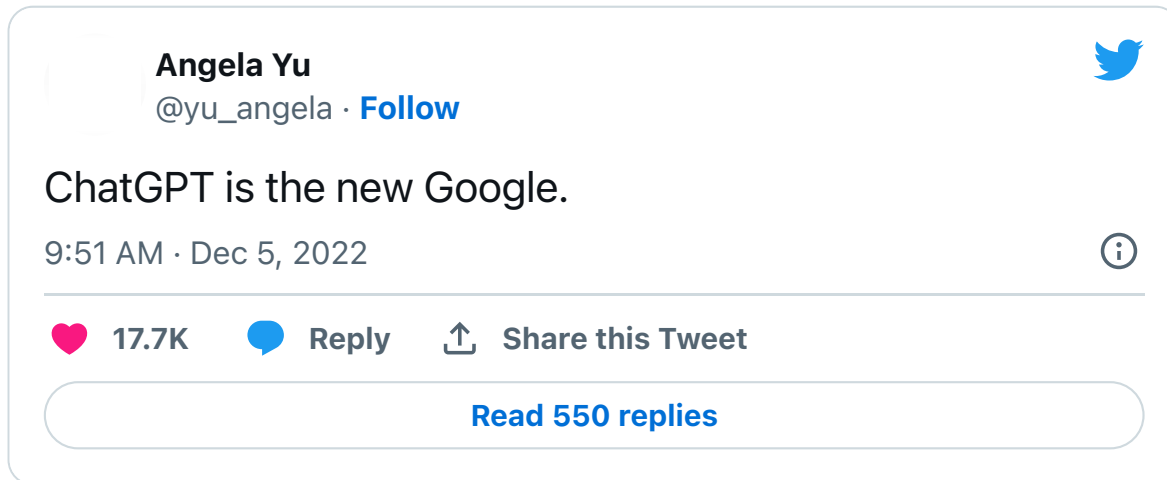 Angela Yu
@yu_angela · Follow
ChatGPT is the new Google.
9:51 AM · Dec 5, 2022
17.7K Reply Share this Tweet
Read 550 replies